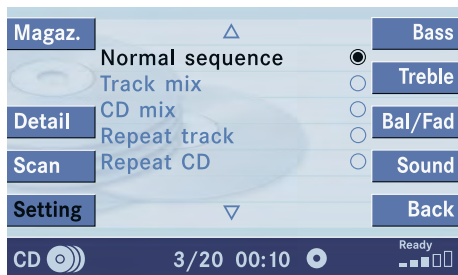 Magaz.
Bass
Normal sequence
Track mix
Treble
CD mix
Detail
Bal/Fad
Repeat track
Scan
Repeat CD
Sound
Setting
Back
CD
3/20 00:10
Ready